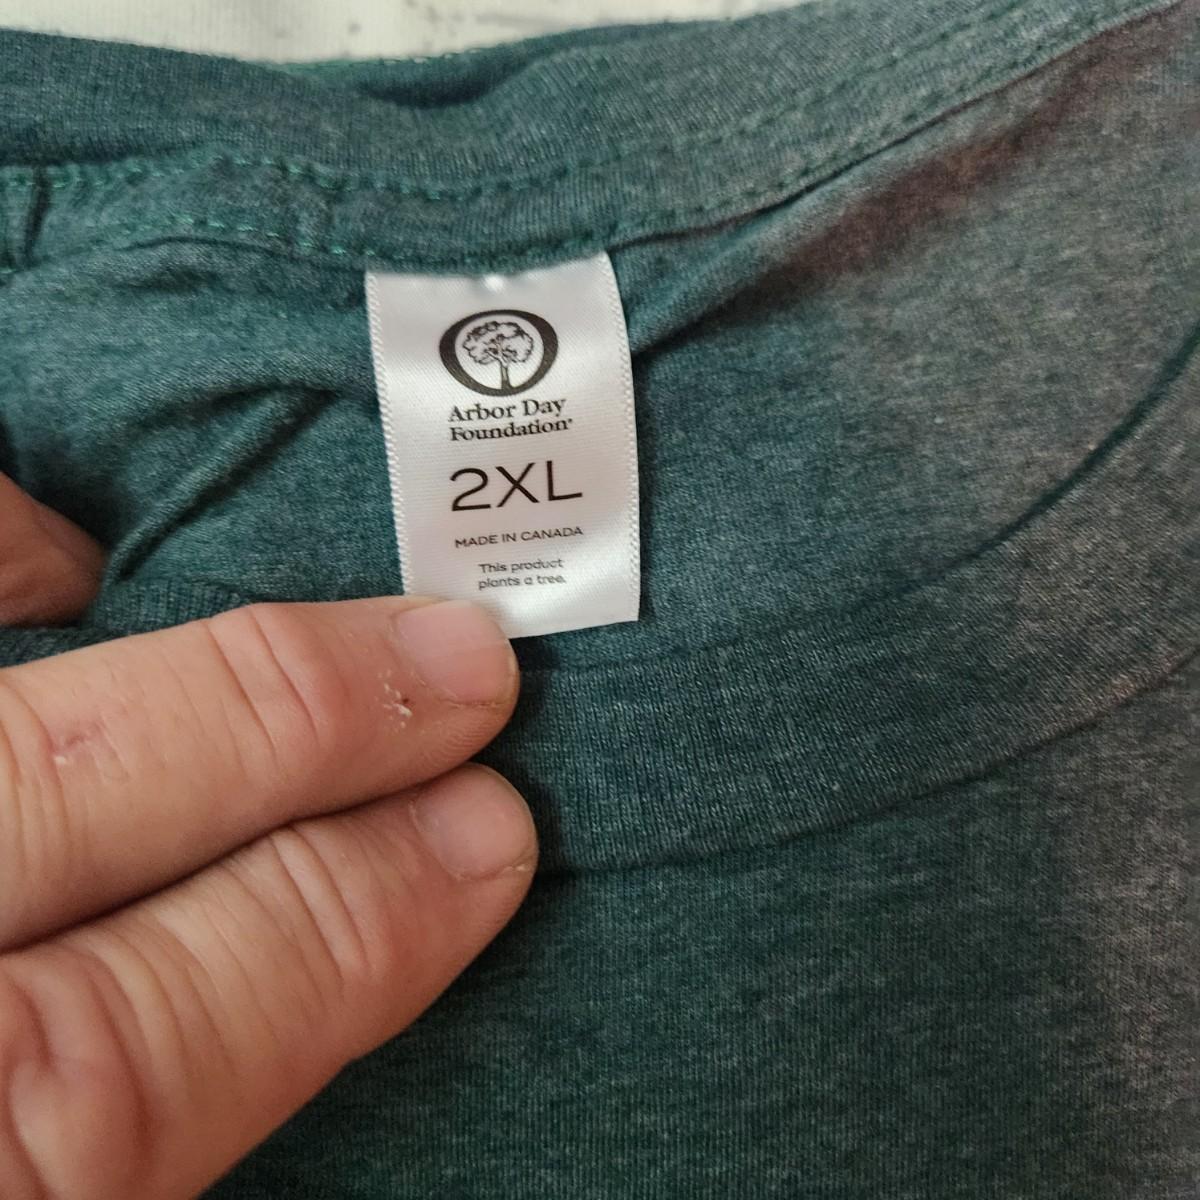 Arbor Day
Foundation®
2XL
MADE IN CANADA
This product
plants a tree.